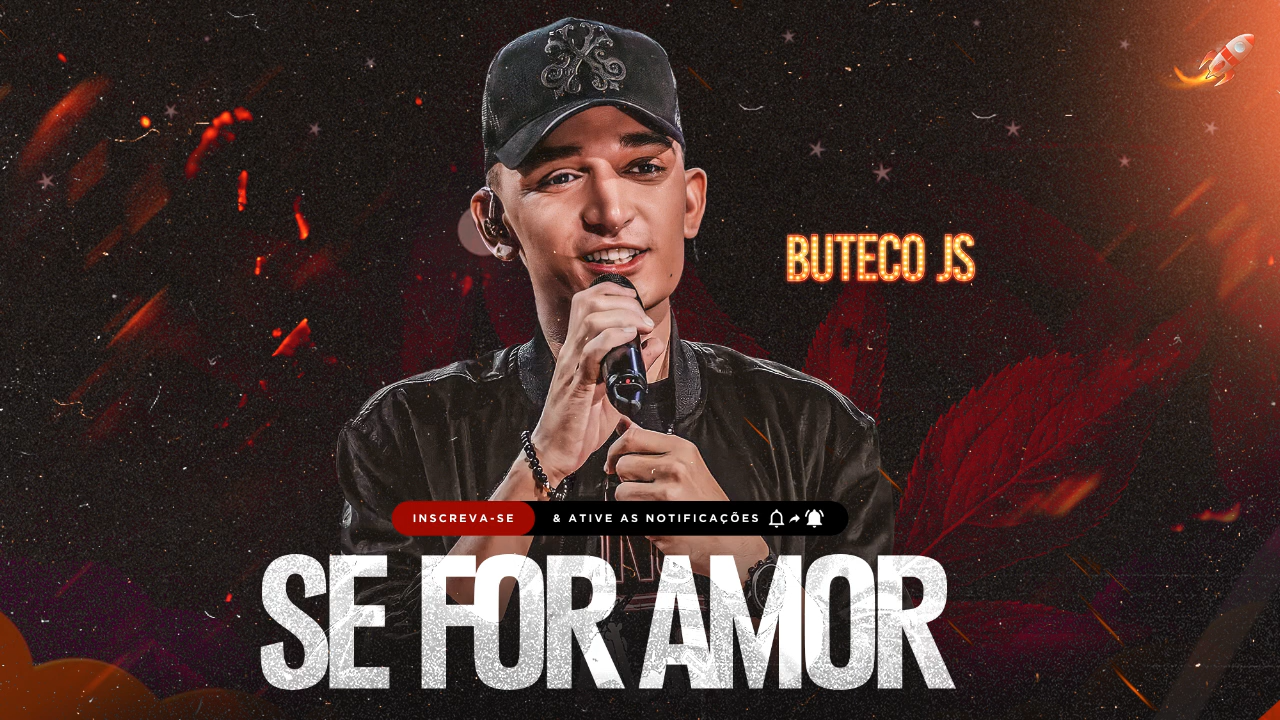 BUTECO JS
INSCREVA-SE & ATIVE AS NOTIFICAÇÕES
SE FOR AMOR